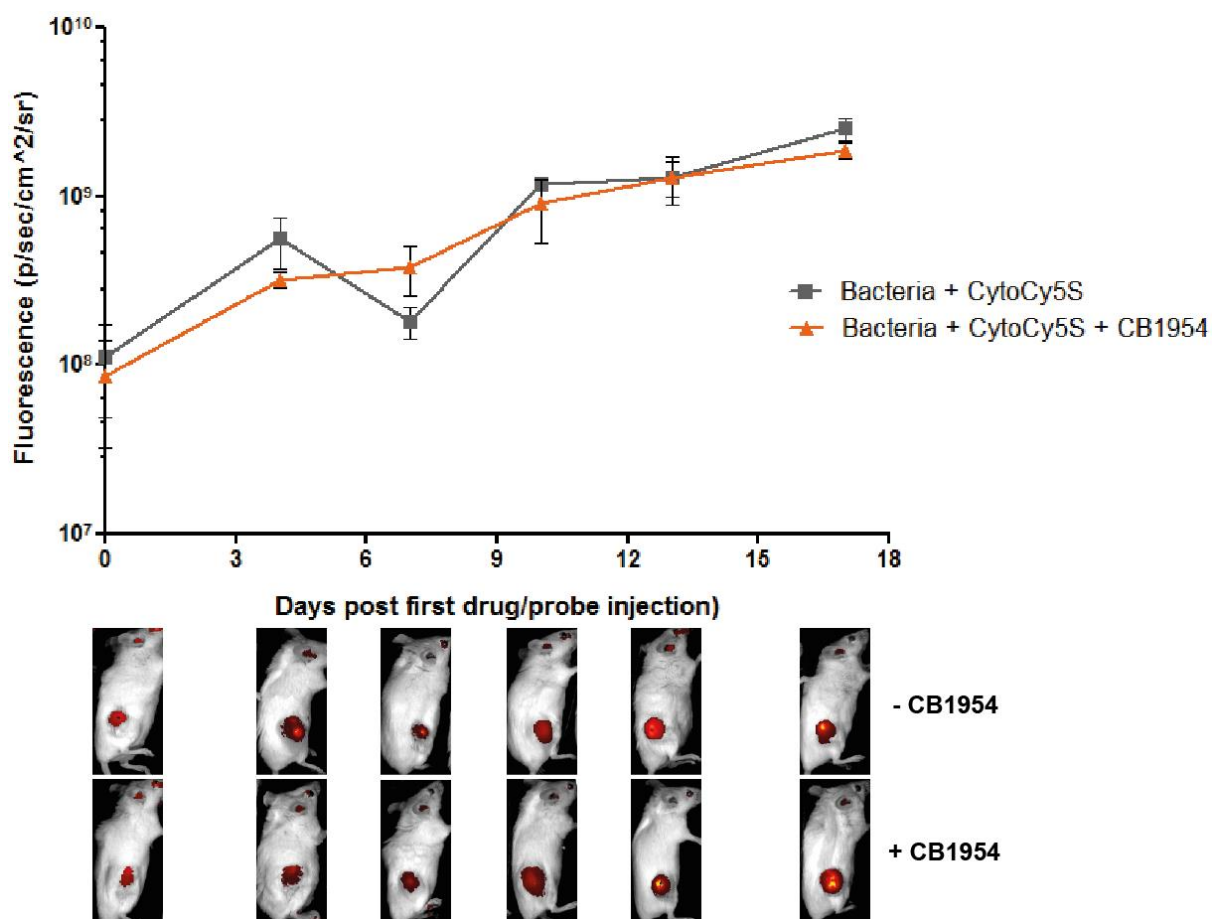 10¹⁰
10⁹
10⁸
10⁷
Fluorescence (p/sec/cm^2/sr)
0 3 6 9 12 15 18
Days post first drug/probe injection)
Bacteria + CytoCy5S
Bacteria + CytoCy5S + CB1954
- CB1954
+ CB1954